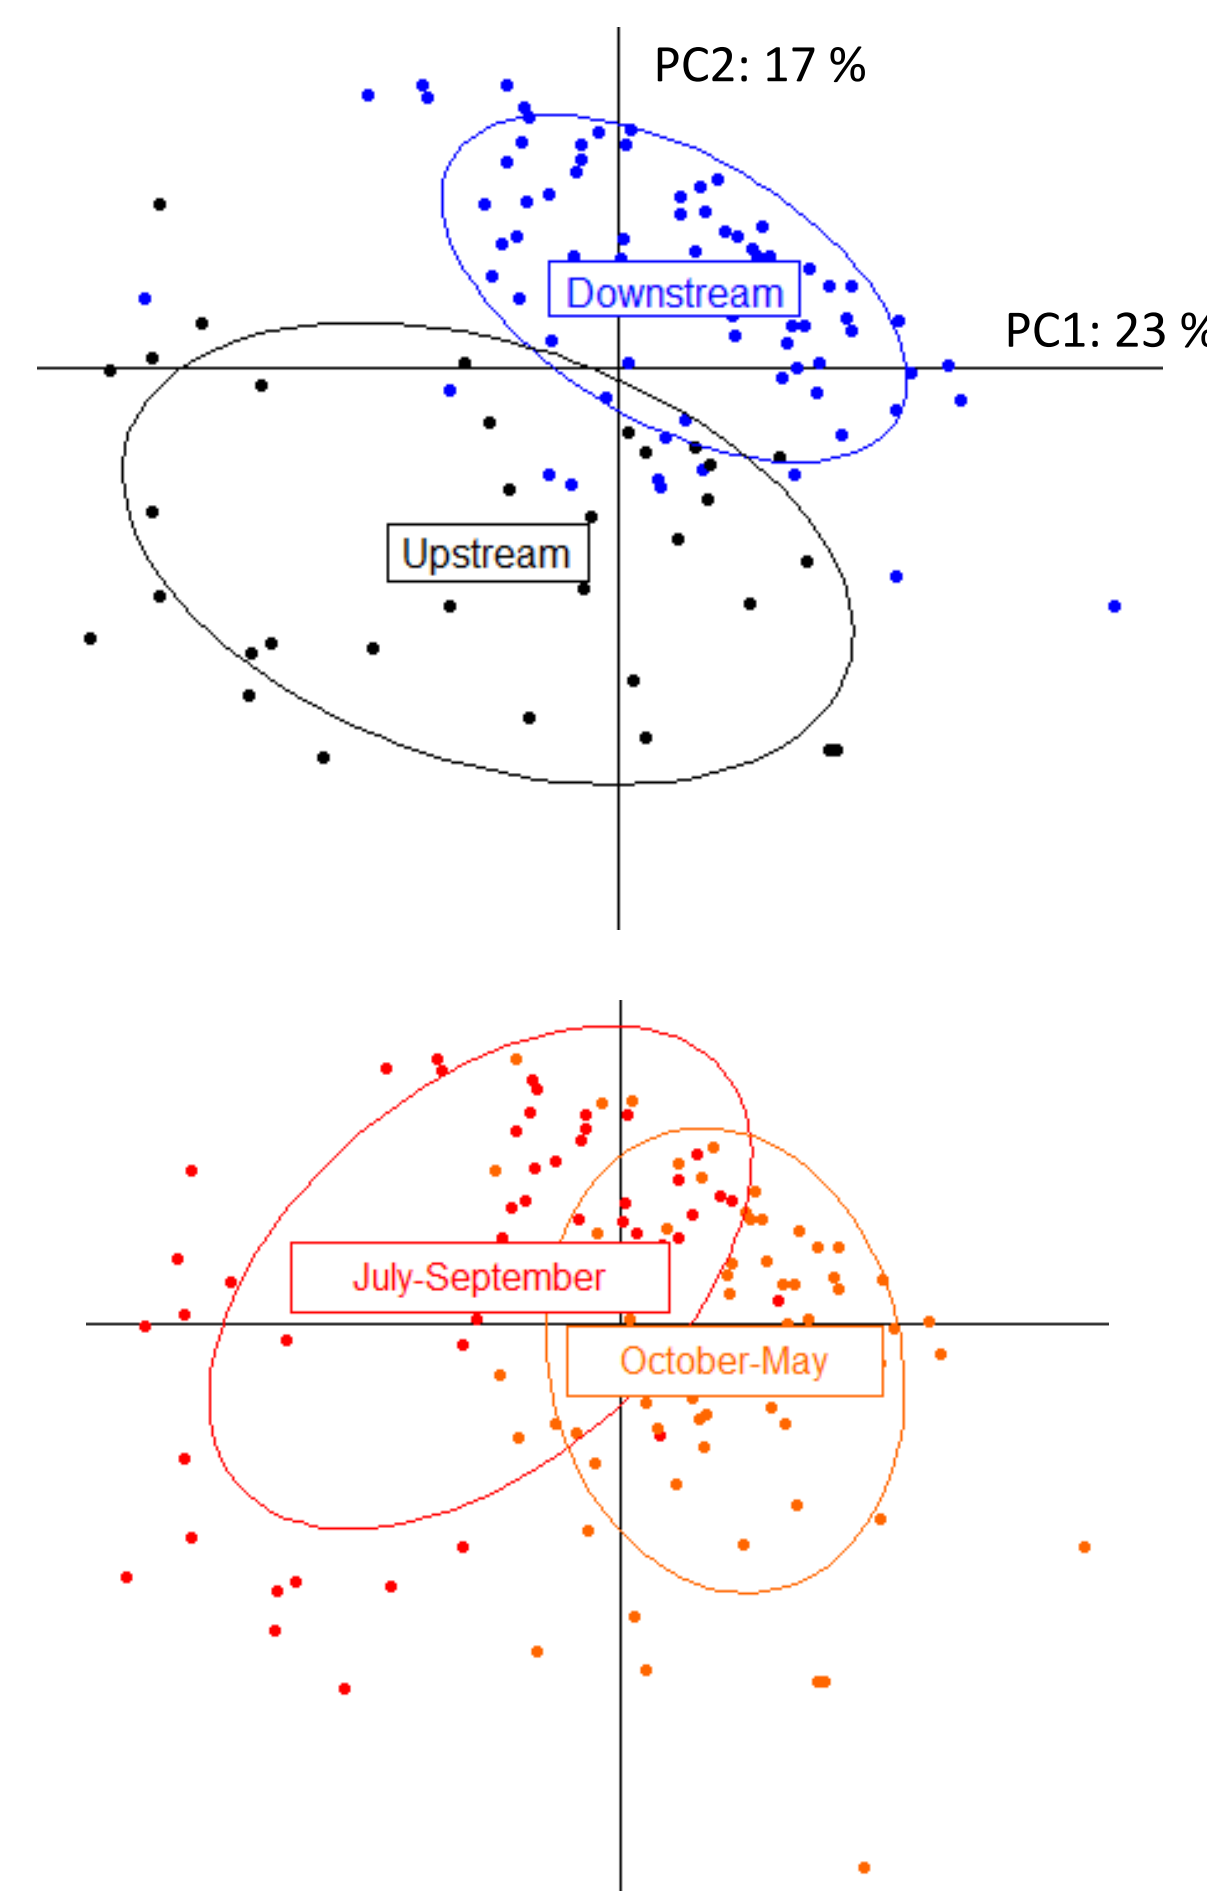 PC2: 17 %
Downstream
PC1: 23 %
Upstream
July-September
October-May